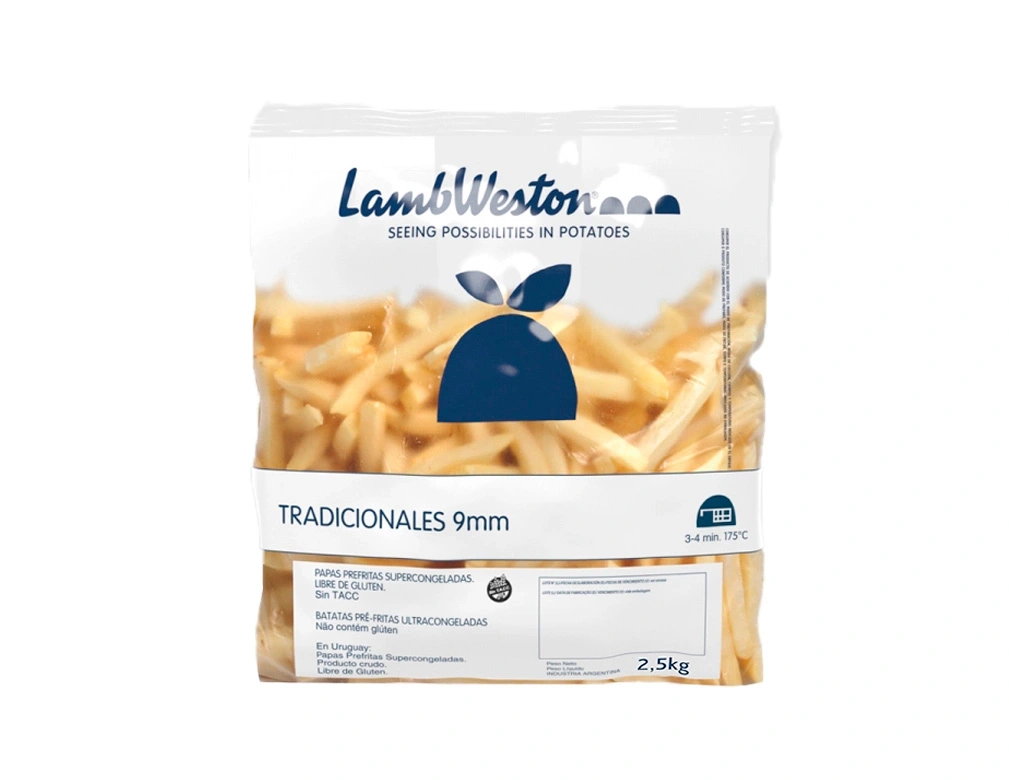 LambWeston®
SEEING POSSIBILITIES IN POTATOES
TRADICIONALES 9mm
3-4 min. 175°C
PAPAS PREFRITAS SUPERCONGELADAS.
LIBRE DE GLUTEN.
Sin TACC
Sin T.A.C.C.
BATATAS PRÉ-FRITAS ULTRACONGELADAS
Não contém glúten
En Uruguay:
Papas Prefritas Supercongeladas.
Producto crudo.
Libre de Gluten.
Peso Neto
Peso Líquido
INDUSTRIA ARGENTINA
2,5kg